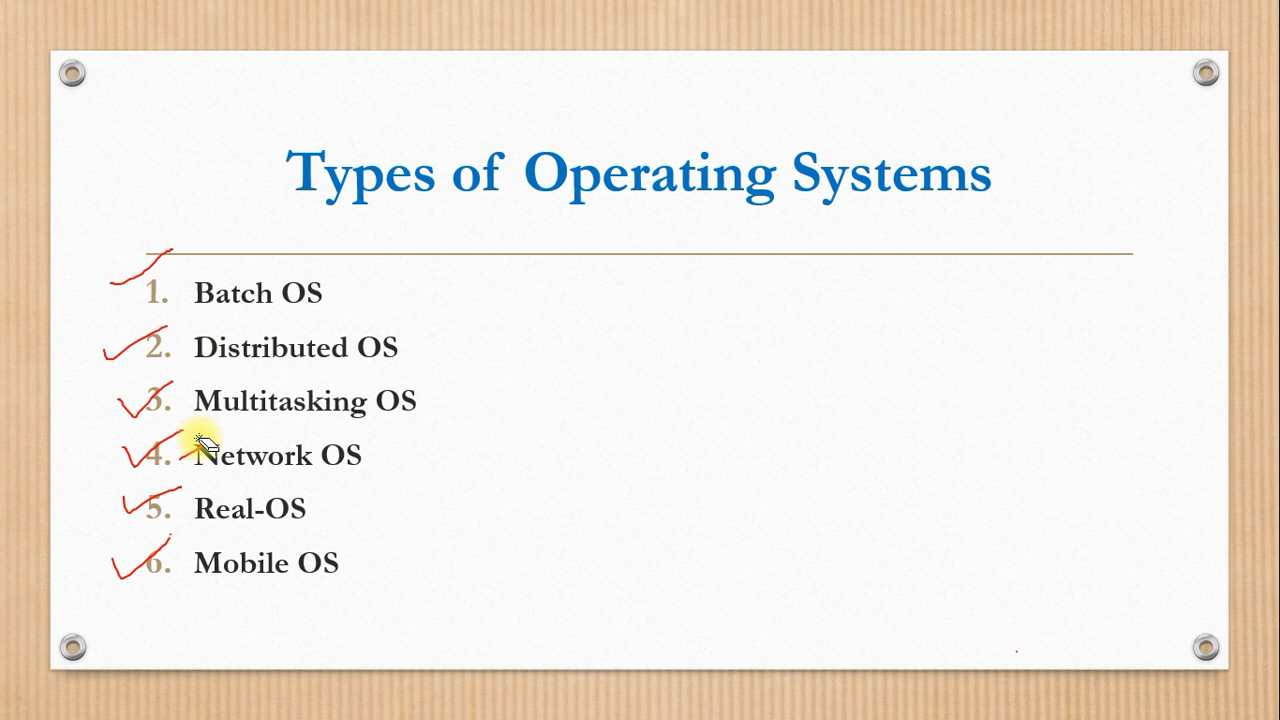 Types of Operating Systems
1. Batch OS
2. Distributed OS
3. Multitasking OS
4. Network OS
5. Real-OS
6. Mobile OS